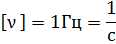 [ν] = 1Гц = 1/с